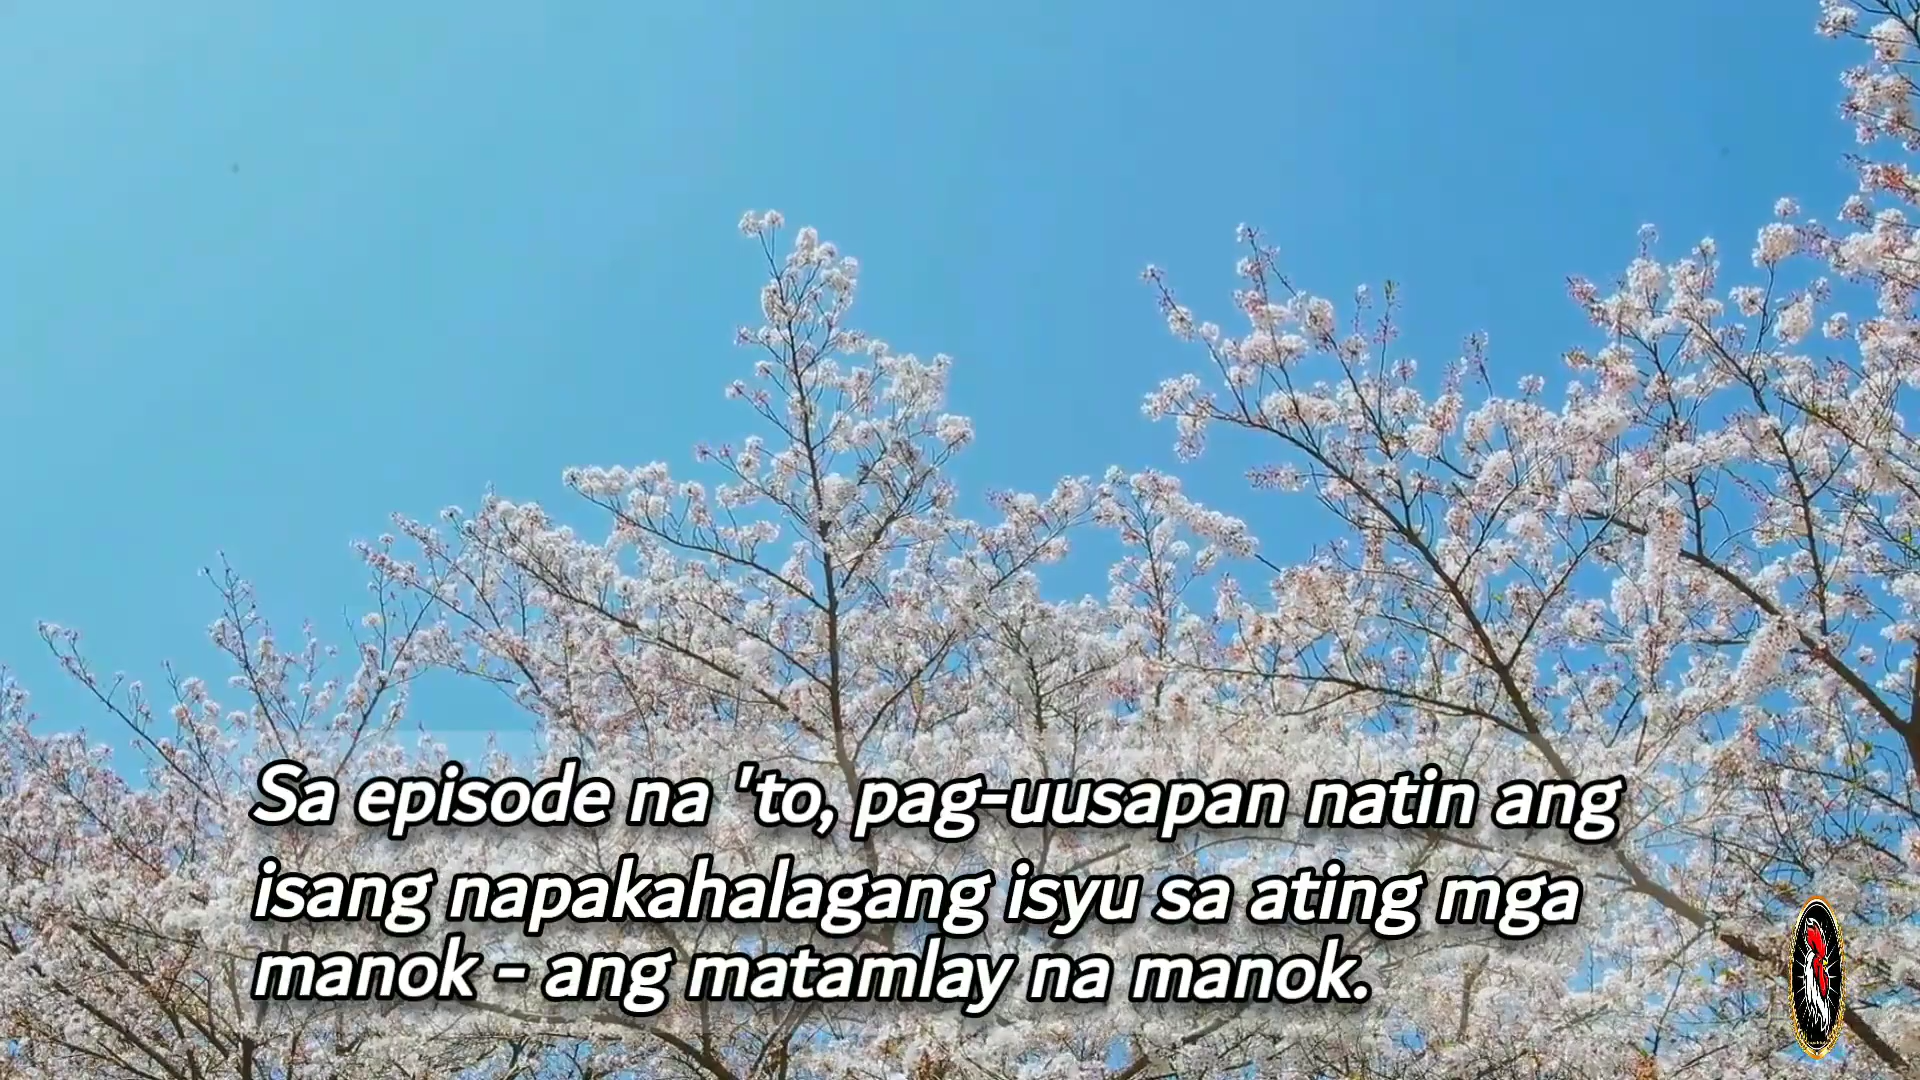 Sa episode na 'to, pag-uusapan natin ang
isang napakahalagang isyu sa ating mga
manok - ang matamlay na manok.